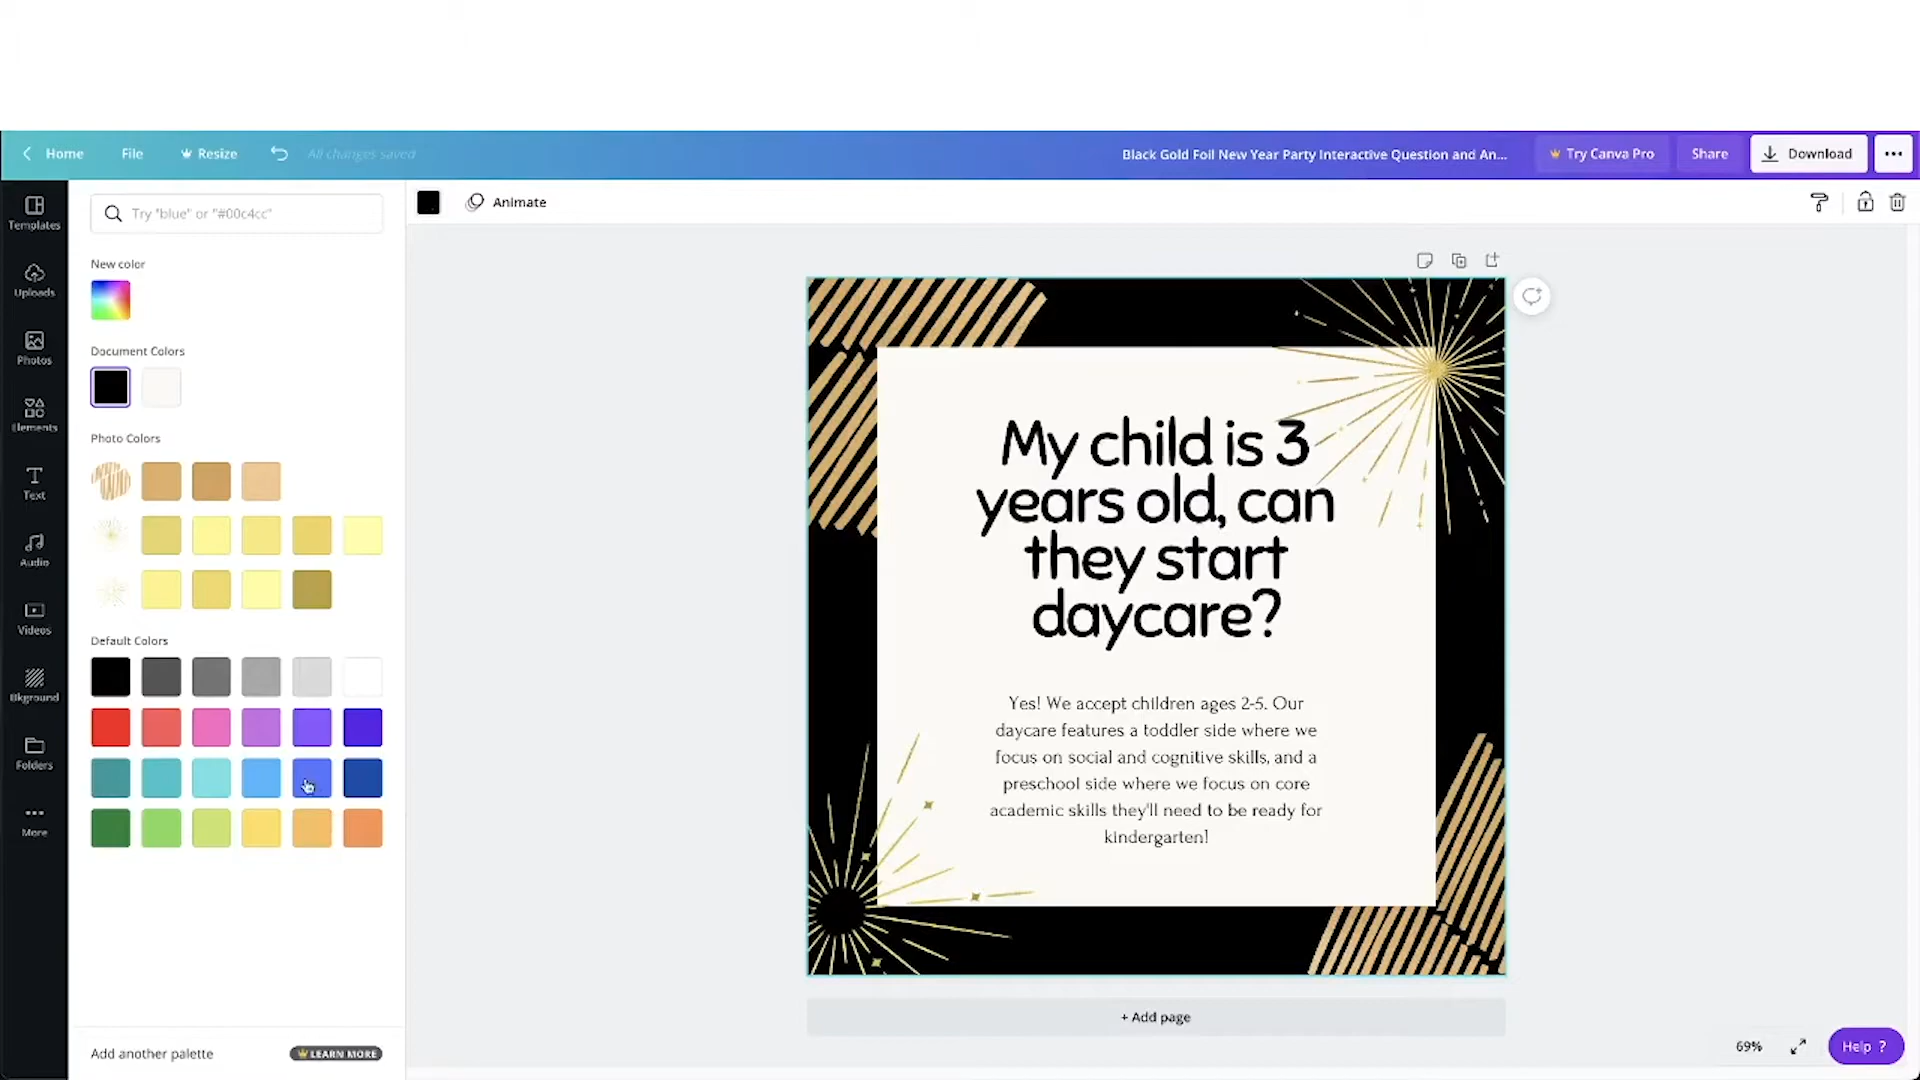 Home
File
Resize
All changes saved
Black Gold Foil New Year Party Interactive Question and An...
Try Canva Pro
Share
Download
Templates
Uploads
Photos
Elements
Text
Audio
Videos
Bkground
Folders
More
Try "blue" or "#00c4cc"
New color
Document Colors
Photo Colors
Default Colors
Add another palette
LEARN MORE
Animate
My child is 3
years old, can
they start
daycare?
Yes! We accept children ages 2-5. Our
daycare features a toddler side where we
focus on social and cognitive skills, and a
preschool side where we focus on core
academic skills they'll need to be ready for
kindergarten!
+ Add page
69%
Help ?